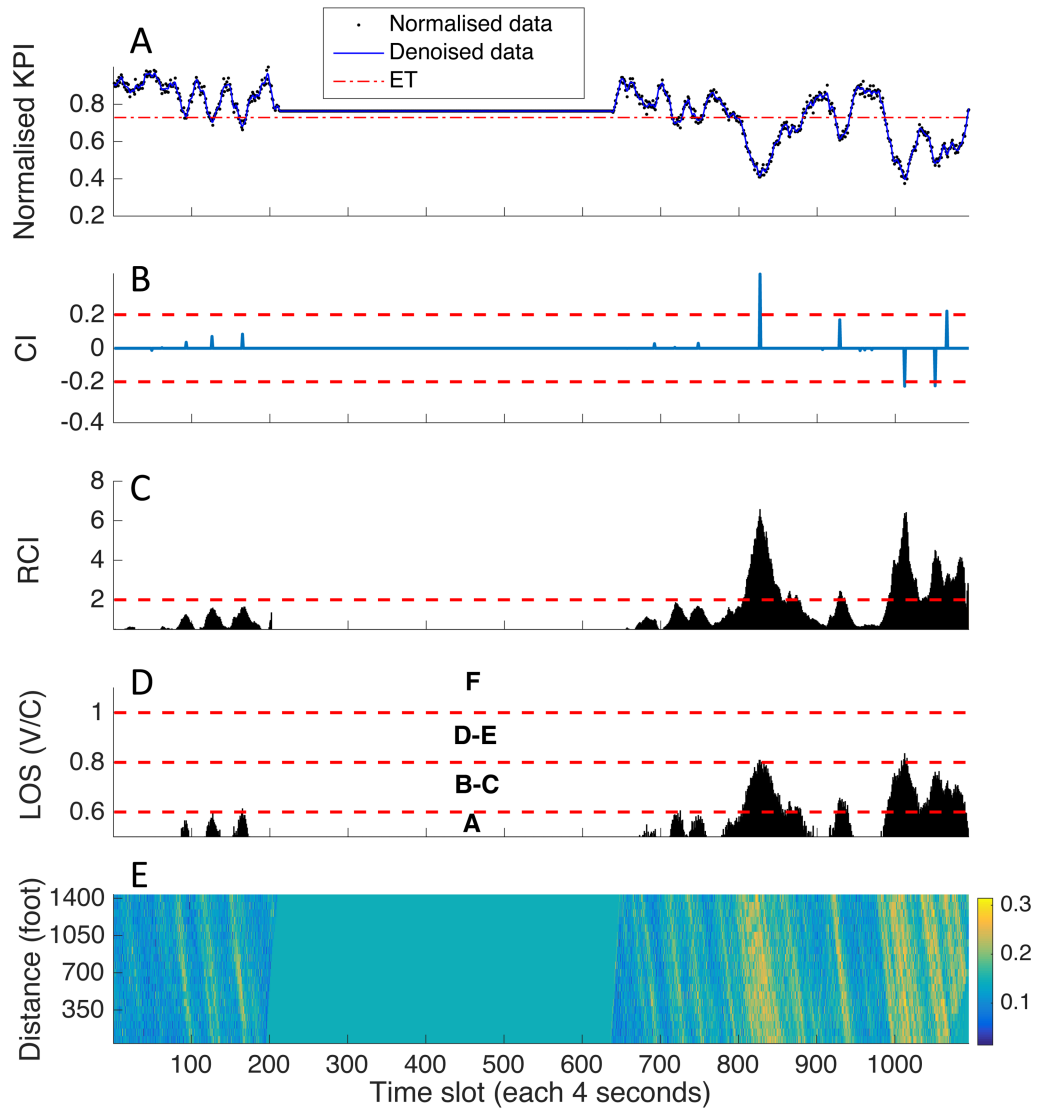 A
Normalised data
Denoised data
ET
Normalised KPI
0.8
0.6
0.4
0.2
B
CI
0.2
0
-0.2
-0.4
C
RCI
8
6
4
2
D
LOS (V/C)
1
0.8
0.6
F
D-E
B-C
A
E
Distance (foot)
1400
1050
700
350
0.3
0.2
0.1
100 200 300 400 500 600 700 800 900 1000
Time slot (each 4 seconds)